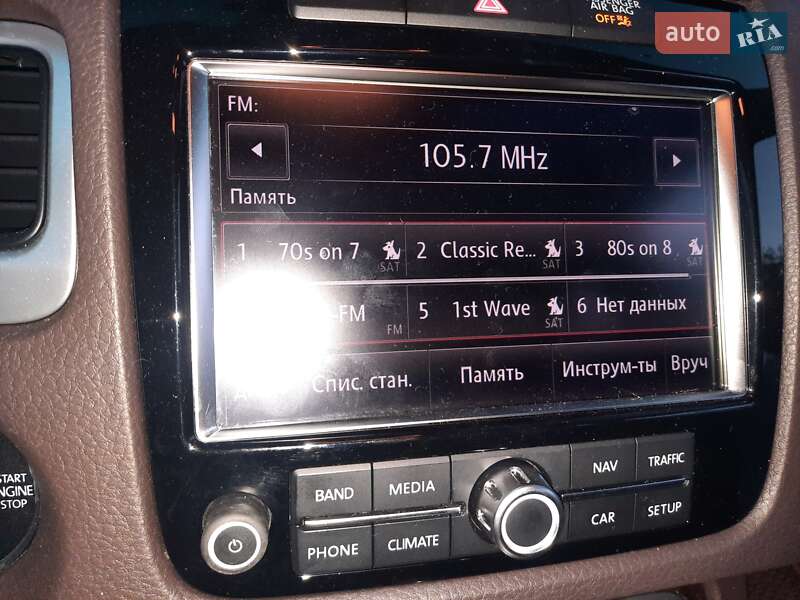 PASSENGER
AIR BAG
OFF
auto RIA
.com
FM:
105.7 MHz
Память
1 70s on 7 SAT 2 Classic Re... SAT 3 80s on 8 SAT
-FM FM 5 1st Wave SAT 6 Нет данных
Спис. стан. Память Инструм-ты Вруч
START
ENGINE
STOP
BAND MEDIA NAV TRAFFIC
PHONE CLIMATE CAR SETUP